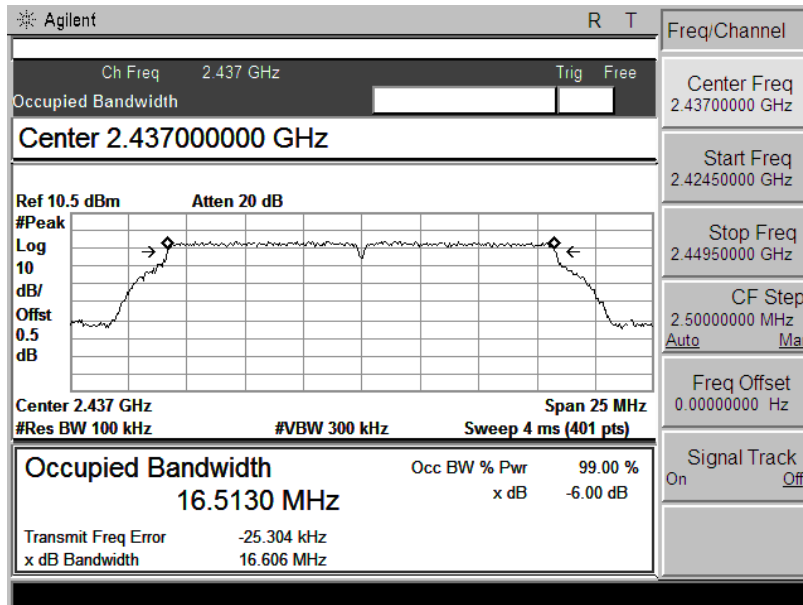 Agilent R T
Freq/Channel
Ch Freq 2.437 GHz Trig Free
Occupied Bandwidth
Center 2.437000000 GHz
Ref 10.5 dBm Atten 20 dB
#Peak
Log
10
dB/
Offst
0.5
dB
Center 2.437 GHz Span 25 MHz
#Res BW 100 kHz #VBW 300 kHz Sweep 4 ms (401 pts)
Occupied Bandwidth
16.5130 MHz
Occ BW % Pwr 99.00 %
x dB -6.00 dB
Transmit Freq Error -25.304 kHz
x dB Bandwidth 16.606 MHz
Center Freq
2.43700000 GHz
Start Freq
2.42450000 GHz
Stop Freq
2.44950000 GHz
CF Step
2.50000000 MHz
Auto Ma
Freq Offset
0.00000000 Hz
Signal Track
On Off